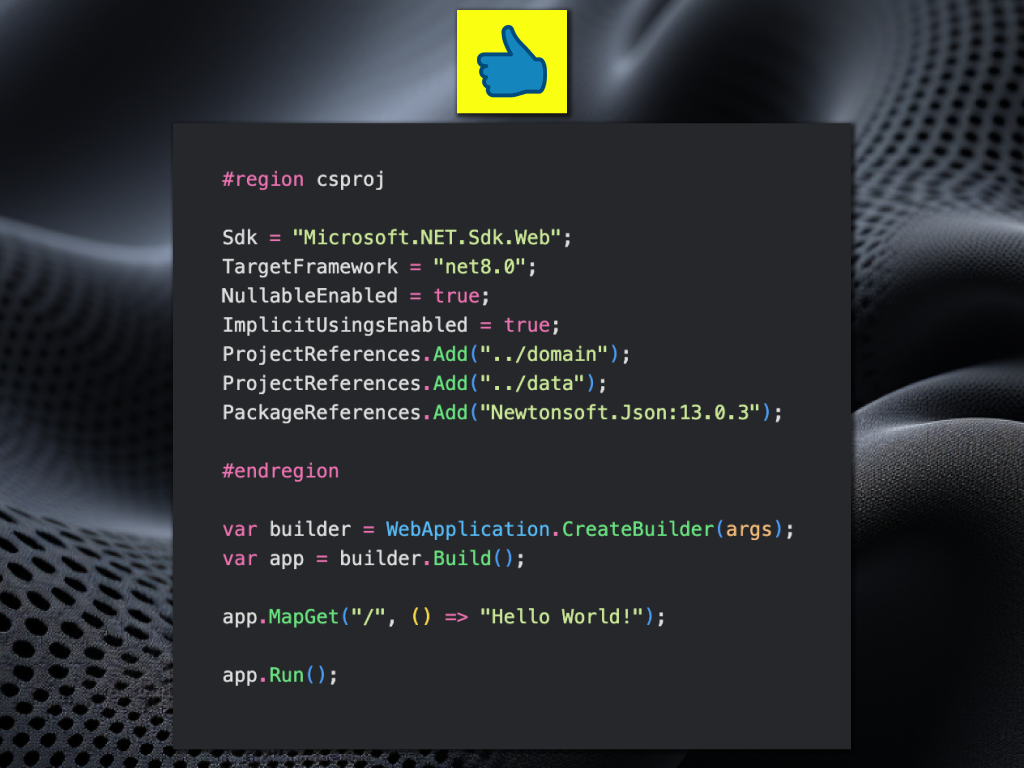 #region csproj
Sdk = "Microsoft.NET.Sdk.Web";
TargetFramework = "net8.0";
NullableEnabled = true;
ImplicitUsingsEnabled = true;
ProjectReferences.Add("../domain");
ProjectReferences.Add("../data");
PackageReferences.Add("Newtonsoft.Json:13.0.3");
#endregion
var builder = WebApplication.CreateBuilder(args);
var app = builder.Build();
app.MapGet("/", () => "Hello World!");
app.Run();